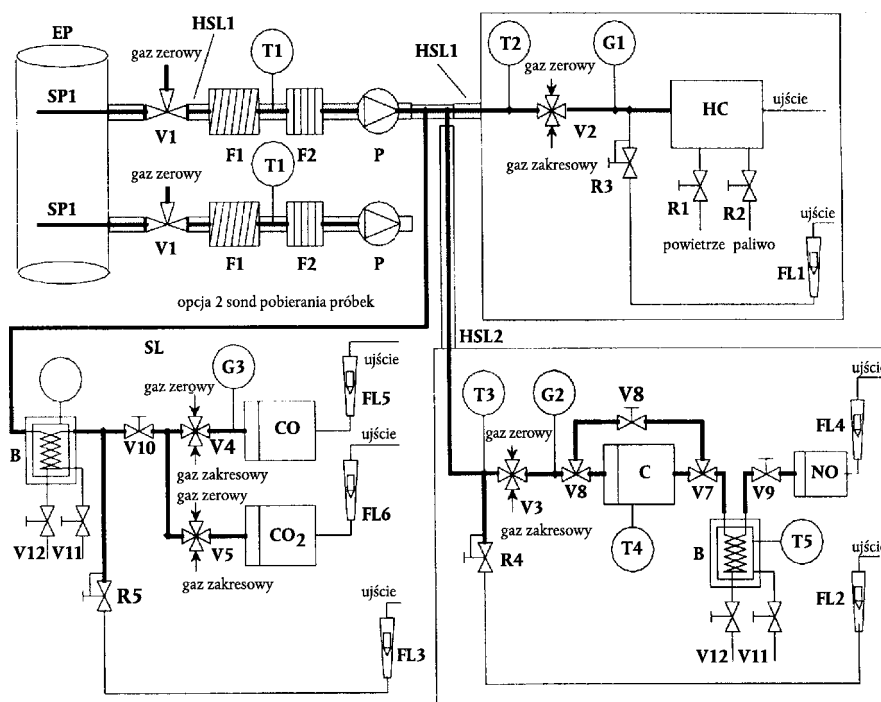 EP
gaz zerowy
HSL1
T1
SP1
V1
F1
F2
P
gaz zerowy
T1
SP1
V1
F1
F2
P
opcja 2 sond pobierania próbek
HSL1
T2
gaz zerowy
G1
V2
gaz zakresowy
HC
ujście
R3
R1
R2
powietrze
paliwo
ujście
FL1
HSL2
SL
gaz zerowy
G3
ujście
FL5
CO
V10
V4
gaz zakresowy
gaz zerowy
ujście
FL6
B
V12
V11
V5
CO2
gaz zakresowy
R5
ujście
FL3
T3
G2
V8
ujście
FL4
gaz zerowy
V3
V8
C
V7
V9
NO
gaz zakresowy
T4
R4
B
T5
V12
V11
ujście
FL2